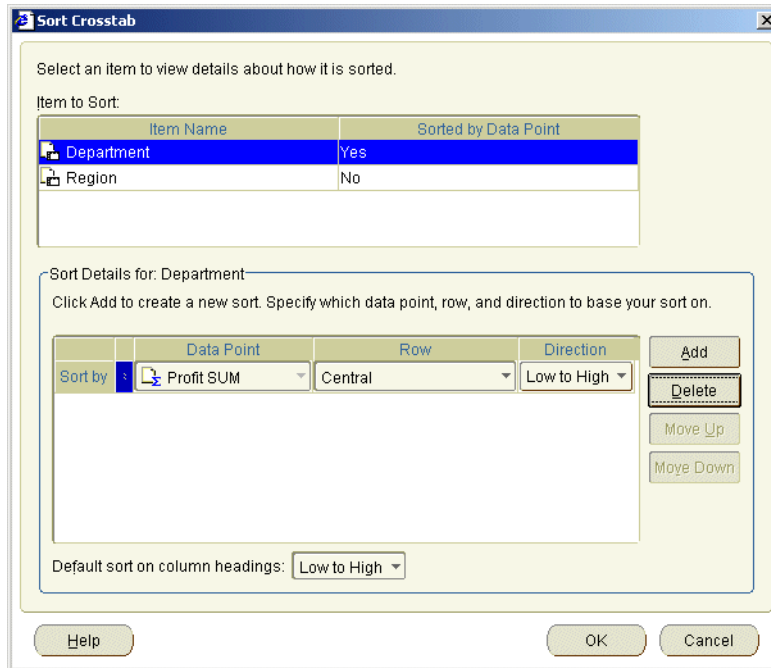 Sort Crosstab
Select an item to view details about how it is sorted.
Item to Sort:
Item Name Sorted by Data Point
Department Yes
Region No
Sort Details for: Department
Click Add to create a new sort. Specify which data point, row, and direction to base your sort on.
Data Point Row Direction
Sort by Profit SUM Central Low to High
Add
Delete
Move Up
Move Down
Default sort on column headings: Low to High
Help OK Cancel